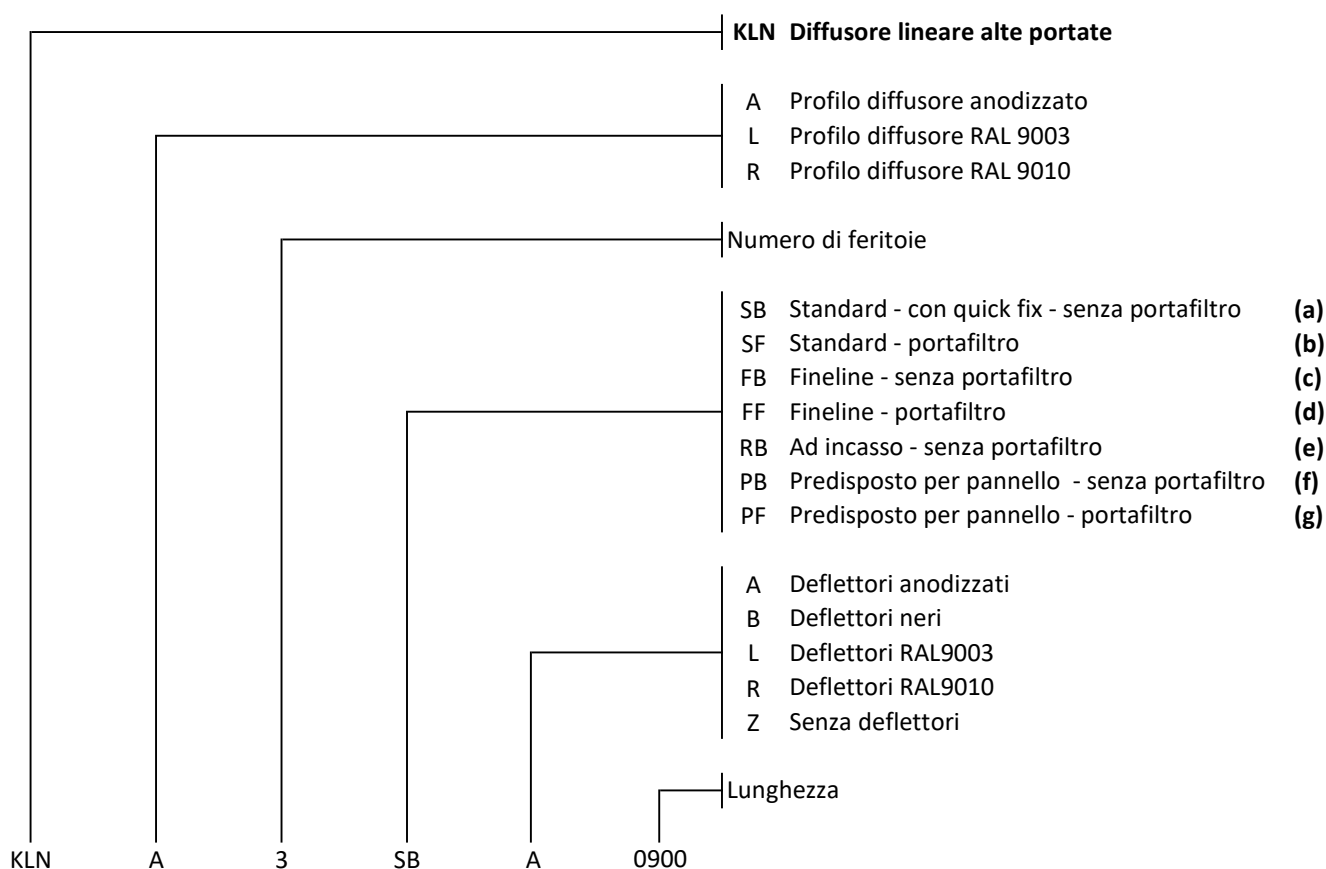 KLN Diffusore lineare alte portate
A Profilo diffusore anodizzato
L Profilo diffusore RAL 9003
R Profilo diffusore RAL 9010
Numero di feritoie
SB Standard - con quick fix - senza portafiltro (a)
SF Standard - portafiltro (b)
FB Fineline - senza portafiltro (c)
FF Fineline - portafiltro (d)
RB Ad incasso - senza portafiltro (e)
PB Predisposto per pannello - senza portafiltro (f)
PF Predisposto per pannello - portafiltro (g)
A Deflettori anodizzati
B Deflettori neri
L Deflettori RAL9003
R Deflettori RAL9010
Z Senza deflettori
Lunghezza
KLN A 3 SB A 0900